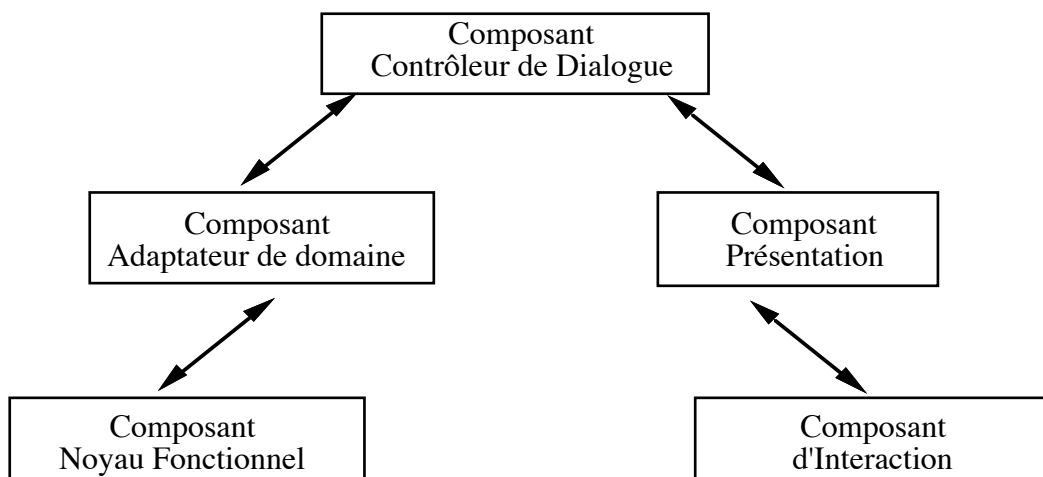 Composant
Contrôleur de Dialogue
Composant
Adaptateur de domaine
Composant
Présentation
Composant
Noyau Fonctionnel
Composant
d'Interaction